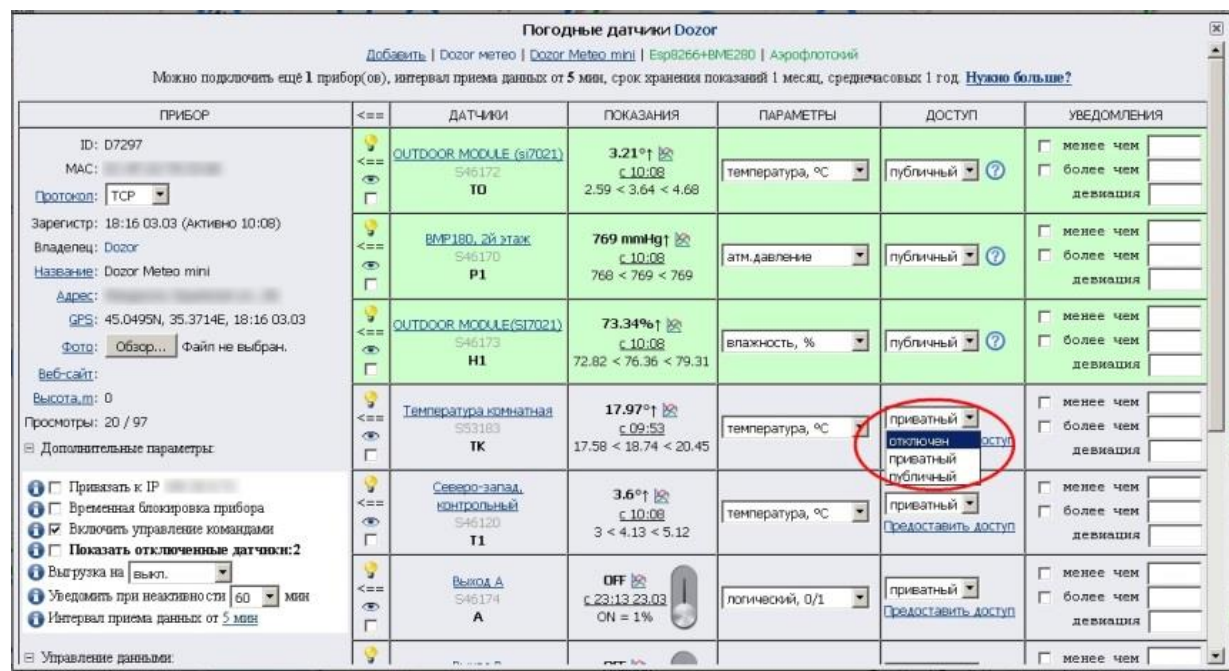 Погодные датчики Dozor
Добавить | Dozor метео | Dozor Meteo mini | Esp8266+BME280 | Аэрофлотский
Можно подключить ещё 1 прибор(ов), интервал приема данных от 5 мин, срок хранения показаний 1 месяц, среднечасовых 1 год. Нужно больше?
ПРИБОР <== ДАТЧИКИ ПОКАЗАНИЯ ПАРАМЕТРЫ ДОСТУП УВЕДОМЛЕНИЯ
ID: D7297
MAC:
Протокол: TCP
Зарегистр: 18:16 03.03 (Активно 10:08)
Владелец: Dozor
Название: Dozor Meteo mini
Адрес:
GPS: 45.0495N, 35.3714E, 18:16 03.03
Фото: Обзор... Файл не выбран.
Веб-сайт:
Высота,m: 0
Просмотры: 20 / 97
Дополнительные параметры:
Привязать к IP
Временная блокировка прибора
Включить управление командами
Показать отключенные датчики:2
Выгрузка на выкл.
Уведомить при неактивности 60 мин
Интервал приема данных от 5 мин
Управление данными:
<==
OUTDOOR MODULE (si7021)
S46172
TO
3.21°↑
с 10:08
2.59 < 3.64 < 4.68
температура, ºC
публичный
менее чем
более чем
девиация
<==
BMP180, 2й этаж
S46170
P1
769 mmHg↑
с 10:08
768 < 769 < 769
атм.давление
публичный
менее чем
более чем
девиация
<==
OUTDOOR MODULE(SI7021)
S46173
H1
73.34%↑
с 10:08
72.82 < 76.36 < 79.31
влажность, %
публичный
менее чем
более чем
девиация
<==
Температура комнатная
S53183
TK
17.97°↑
с 09:53
17.58 < 18.74 < 20.45
температура, ºC
приватный
отключен
приватный
публичный
менее чем
более чем
девиация
<==
Северо-запад,
контрольный
S46120
T1
3.6°↑
с 10:08
3 < 4.13 < 5.12
температура, ºC
приватный
Предоставить доступ
менее чем
более чем
девиация
<==
Выход A
S46174
A
OFF
с 23:13 23.03
ON = 1%
логический, 0/1
приватный
Предоставить доступ
менее чем
более чем
девиация
менее чем